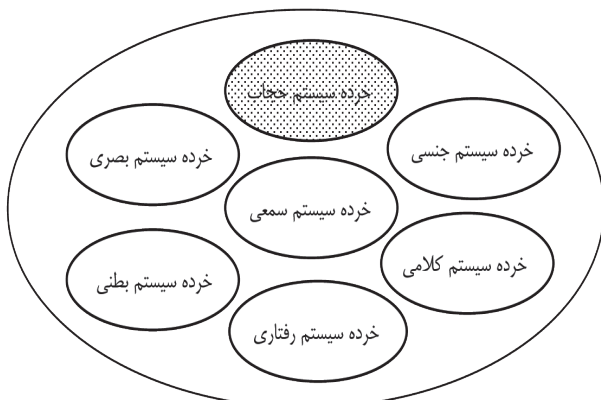 خرده سیستم حجاب
خرده سیستم جنسی
خرده سیستم بصری
خرده سیستم سمعی
خرده سیستم کلامی
خرده سیستم بطنی
خرده سیستم رفتاری